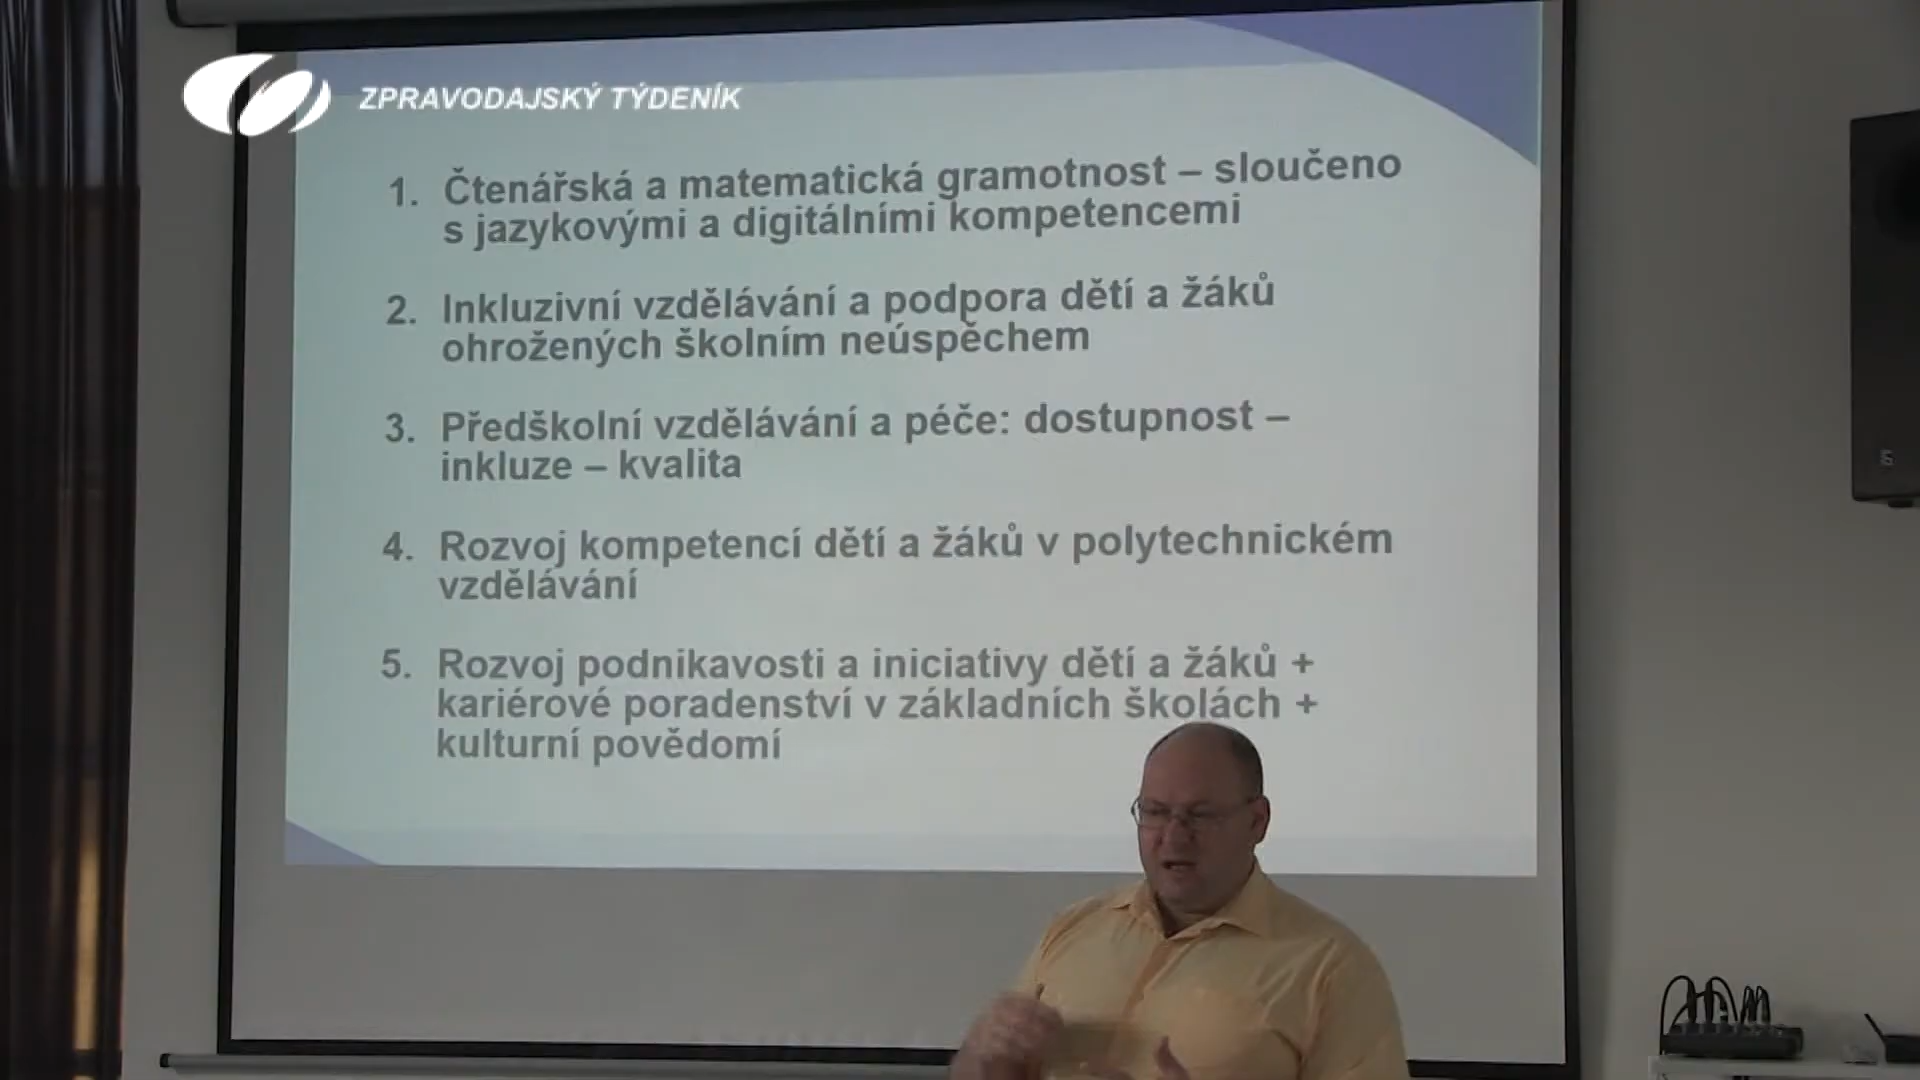 ZPRAVODAJSKÝ TÝDENÍK
1. Čtenářská a matematická gramotnost – sloučeno
s jazykovými a digitálními kompetencemi
2. Inkluzivní vzdělávání a podpora dětí a žáků
ohrožených školním neúspěchem
3. Předškolní vzdělávání a péče: dostupnost –
inkluze – kvalita
4. Rozvoj kompetencí dětí a žáků v polytechnickém
vzdělávání
5. Rozvoj podnikavosti a iniciativy dětí a žáků +
kariérové poradenství v základních školách +
kulturní povědomí